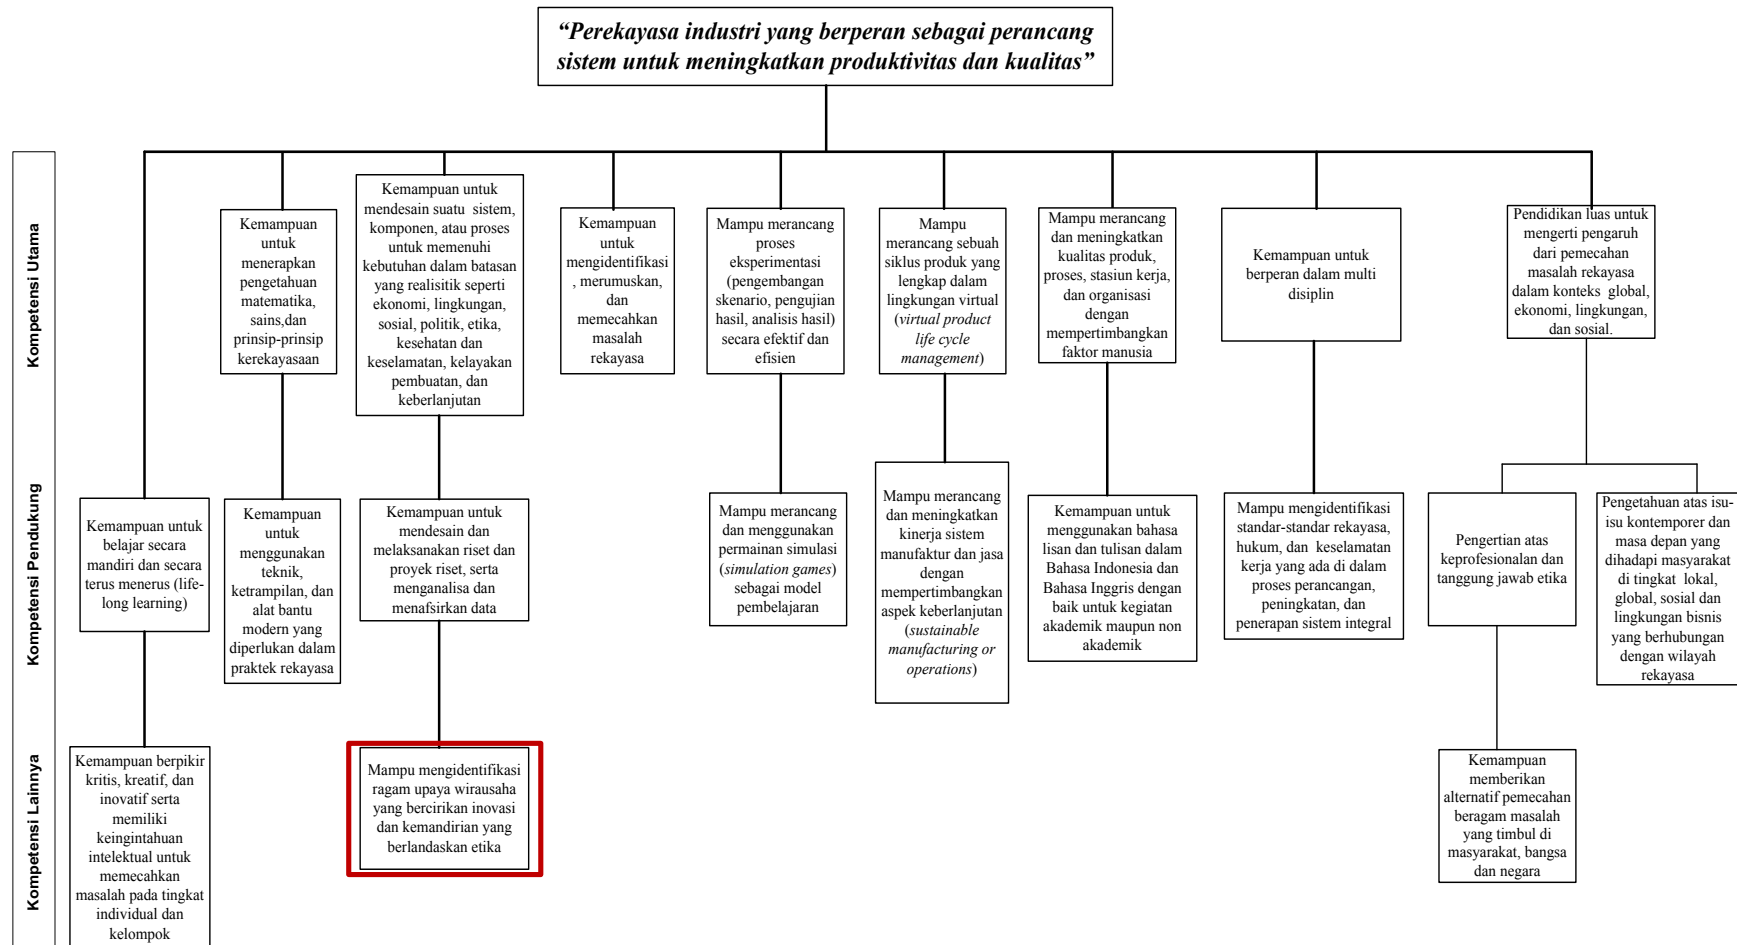 “Perekayasa industri yang berperan sebagai perancang
sistem untuk meningkatkan produktivitas dan kualitas”
Kompetensi Utama
Kemampuan
untuk
menerapkan
pengetahuan
matematika,
sains,dan
prinsip-prinsip
kerekayasaan
Kemampuan untuk
mendesain suatu sistem,
komponen, atau proses
untuk memenuhi
kebutuhan dalam batasan
yang realisitik seperti
ekonomi, lingkungan,
sosial, politik, etika,
kesehatan dan
keselamatan, kelayakan
pembuatan, dan
keberlanjutan
Kemampuan
untuk
mengidentifikasi
, merumuskan,
dan
memecahkan
masalah
rekayasa
Mampu merancang
proses
eksperimentasi
(pengembangan
skenario, pengujian
hasil, analisis hasil)
secara efektif dan
efisien
Mampu
merancang sebuah
siklus produk yang
lengkap dalam
lingkungan virtual
(virtual product
life cycle
management)
Mampu merancang
dan meningkatkan
kualitas produk,
proses, stasiun kerja,
dan organisasi
dengan
mempertimbangkan
faktor manusia
Kemampuan untuk
berperan dalam multi
disiplin
Pendidikan luas untuk
mengerti pengaruh
dari pemecahan
masalah rekayasa
dalam konteks global,
ekonomi, lingkungan,
dan sosial.
Kompetensi Pendukung
Kemampuan untuk
belajar secara
mandiri dan secara
terus menerus (life-
long learning)
Kemampuan
untuk
menggunakan
teknik,
ketrampilan, dan
alat bantu
modern yang
diperlukan dalam
praktek rekayasa
Kemampuan untuk
mendesain dan
melaksanakan riset dan
proyek riset, serta
menganalisa dan
menafsirkan data
Mampu merancang
dan menggunakan
permainan simulasi
(simulation games)
sebagai model
pembelajaran
Mampu merancang
dan meningkatkan
kinerja sistem
manufaktur dan jasa
dengan
mempertimbangkan
aspek keberlanjutan
(sustainable
manufacturing or
operations)
Kemampuan untuk
menggunakan bahasa
lisan dan tulisan dalam
Bahasa Indonesia dan
Bahasa Inggris dengan
baik untuk kegiatan
akademik maupun non
akademik
Mampu mengidentifikasi
standar-standar rekayasa,
hukum, dan keselamatan
kerja yang ada di dalam
proses perancangan,
peningkatan, dan
penerapan sistem integral
Pengertian atas
keprofesionalan dan
tanggung jawab etika
Pengetahuan atas isu-
isu kontemporer dan
masa depan yang
dihadapi masyarakat
di tingkat lokal,
global, sosial dan
lingkungan bisnis
yang berhubungan
dengan wilayah
rekayasa
Kompetensi Lainnya
Kemampuan berpikir
kritis, kreatif, dan
inovatif serta
memiliki
keingintahuan
intelektual untuk
memecahkan
masalah pada tingkat
individual dan
kelompok
Mampu mengidentifikasi
ragam upaya wirausaha
yang bercirikan inovasi
dan kemandirian yang
berlandaskan etika
Kemampuan
memberikan
alternatif pemecahan
beragam masalah
yang timbul di
masyarakat, bangsa
dan negara